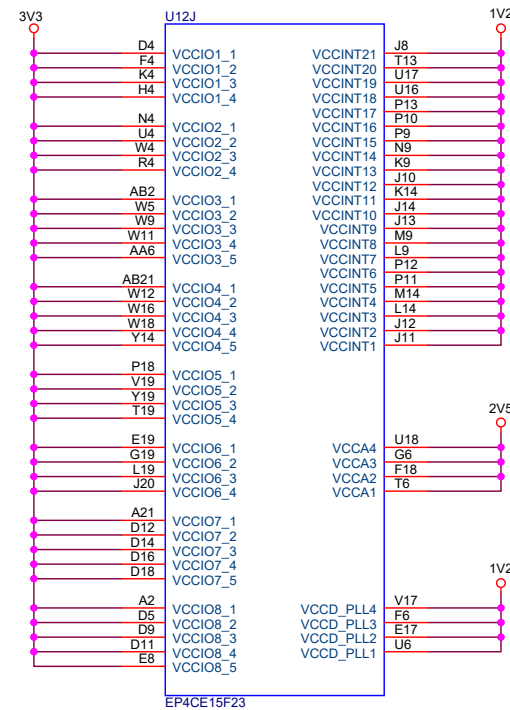 3V3 U12J 1V2
D4 VCCIO1_1 VCCINT21 J8
F4 VCCIO1_2 VCCINT20 T13
K4 VCCIO1_3 VCCINT19 U17
H4 VCCIO1_4 VCCINT18 U16
VCCINT17 P13
N4 VCCIO2_1 VCCINT16 P10
U4 VCCIO2_2 VCCINT15 P9
W4 VCCIO2_3 VCCINT14 N9
R4 VCCIO2_4 VCCINT13 K9
VCCINT12 J10
AB2 VCCIO3_1 VCCINT11 K14
W5 VCCIO3_2 VCCINT10 J14
W9 VCCIO3_3 VCCINT9 J13
W11 VCCIO3_4 VCCINT8 M9
AA6 VCCIO3_5 VCCINT7 L9
VCCINT6 P12
AB21 VCCIO4_1 VCCINT5 P11
W12 VCCIO4_2 VCCINT4 M14
W16 VCCIO4_3 VCCINT3 L14
W18 VCCIO4_4 VCCINT2 J12
Y14 VCCIO4_5 VCCINT1 J11
P18 VCCIO5_1
V19 VCCIO5_2
Y19 VCCIO5_3
T19 VCCIO5_4
2V5
E19 VCCIO6_1 VCCA4 U18
G19 VCCIO6_2 VCCA3 G6
L19 VCCIO6_3 VCCA2 F18
J20 VCCIO6_4 VCCA1 T6
A21 VCCIO7_1
D12 VCCIO7_2
D14 VCCIO7_3
D16 VCCIO7_4
D18 VCCIO7_5
1V2
A2 VCCIO8_1 VCCD_PLL4 V17
D5 VCCIO8_2 VCCD_PLL3 F6
D9 VCCIO8_3 VCCD_PLL2 E17
D11 VCCIO8_4 VCCD_PLL1 U6
E8 VCCIO8_5
EP4CE15F23